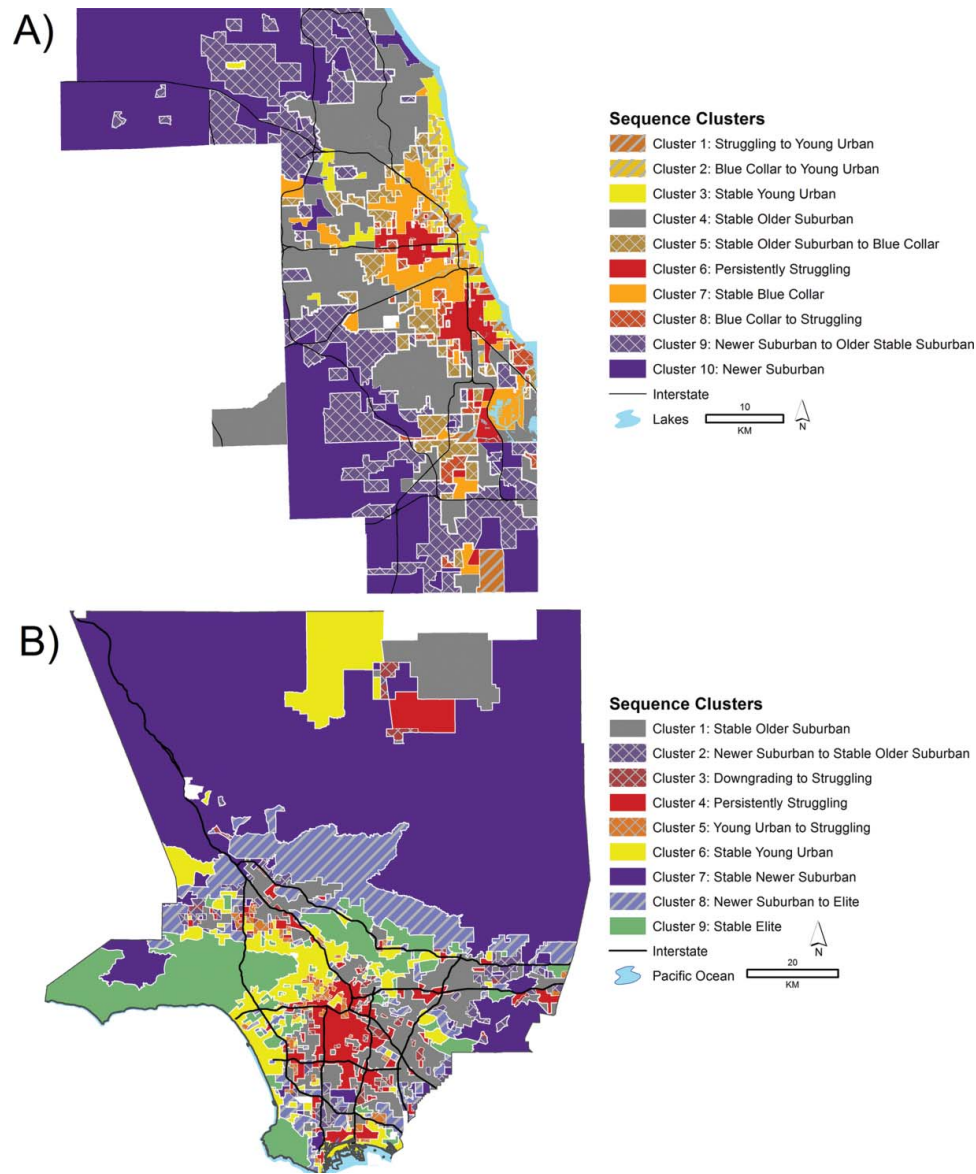 A)
Sequence Clusters
Cluster 1: Struggling to Young Urban
Cluster 2: Blue Collar to Young Urban
Cluster 3: Stable Young Urban
Cluster 4: Stable Older Suburban
Cluster 5: Stable Older Suburban to Blue Collar
Cluster 6: Persistently Struggling
Cluster 7: Stable Blue Collar
Cluster 8: Blue Collar to Struggling
Cluster 9: Newer Suburban to Older Stable Suburban
Cluster 10: Newer Suburban
Interstate
Lakes
10
KM
N
B)
Sequence Clusters
Cluster 1: Stable Older Suburban
Cluster 2: Newer Suburban to Stable Older Suburban
Cluster 3: Downgrading to Struggling
Cluster 4: Persistently Struggling
Cluster 5: Young Urban to Struggling
Cluster 6: Stable Young Urban
Cluster 7: Stable Newer Suburban
Cluster 8: Newer Suburban to Elite
Cluster 9: Stable Elite
Interstate
Pacific Ocean
N
20
KM